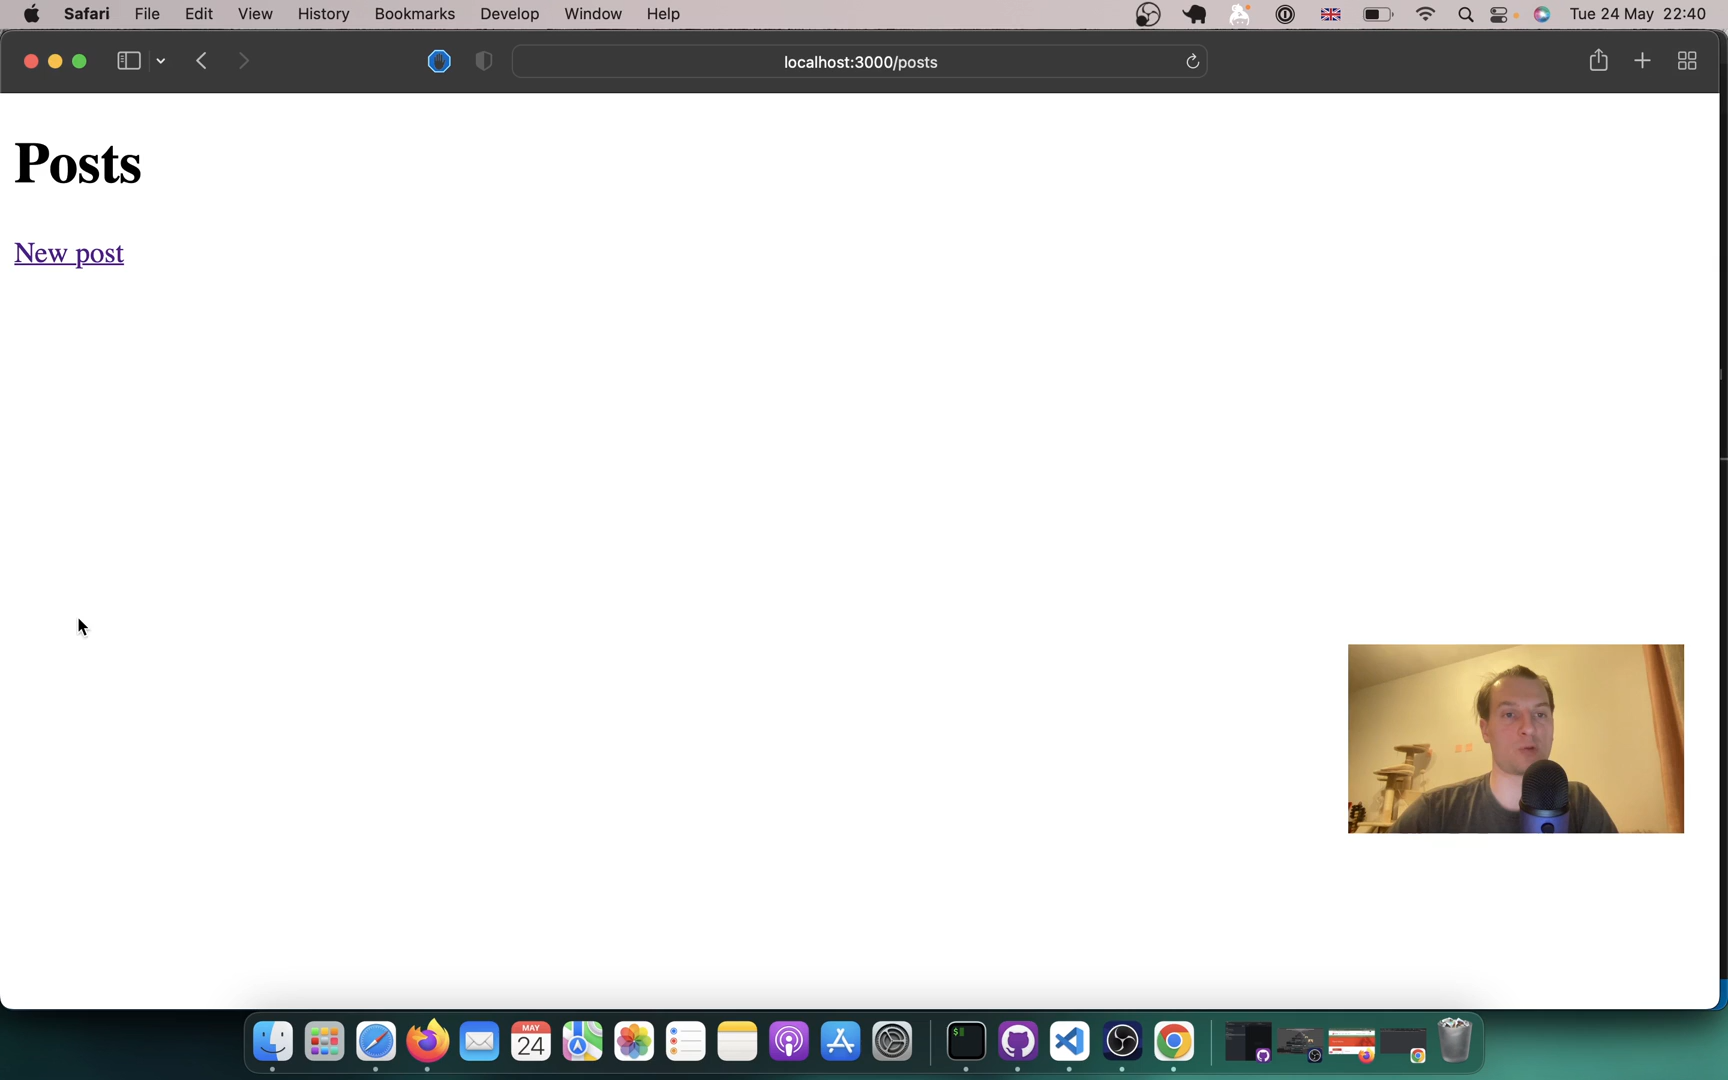 Safari File Edit View History Bookmarks Develop Window Help Tue 24 May 22:40
localhost:3000/posts
Posts
New post
MAY
24
$